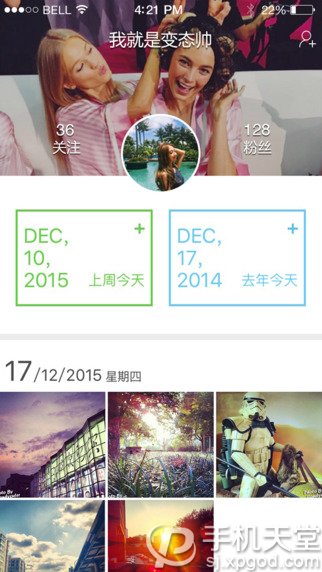 BELL 4:21 PM 22%
我就是变态帅
36 128
关注 粉丝
DEC, 10, 2015 上周今天
DEC, 17, 2014 去年今天
17/12/2015 星期四
手机天堂
sj.xpgod.com